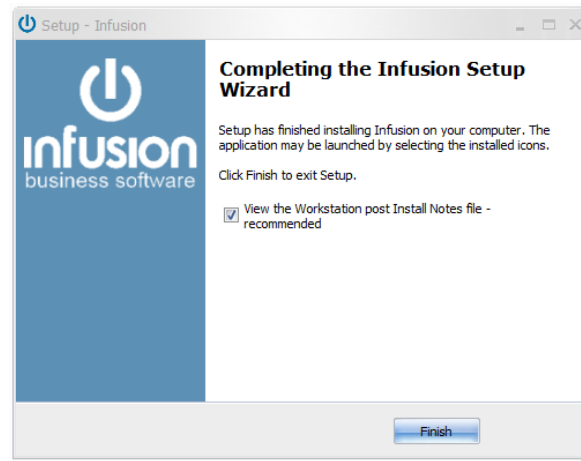 Setup - Infusion
infusion
business software
Completing the Infusion Setup
Wizard
Setup has finished installing Infusion on your computer. The
application may be launched by selecting the installed icons.
Click Finish to exit Setup.
View the Workstation post Install Notes file -
recommended
Finish